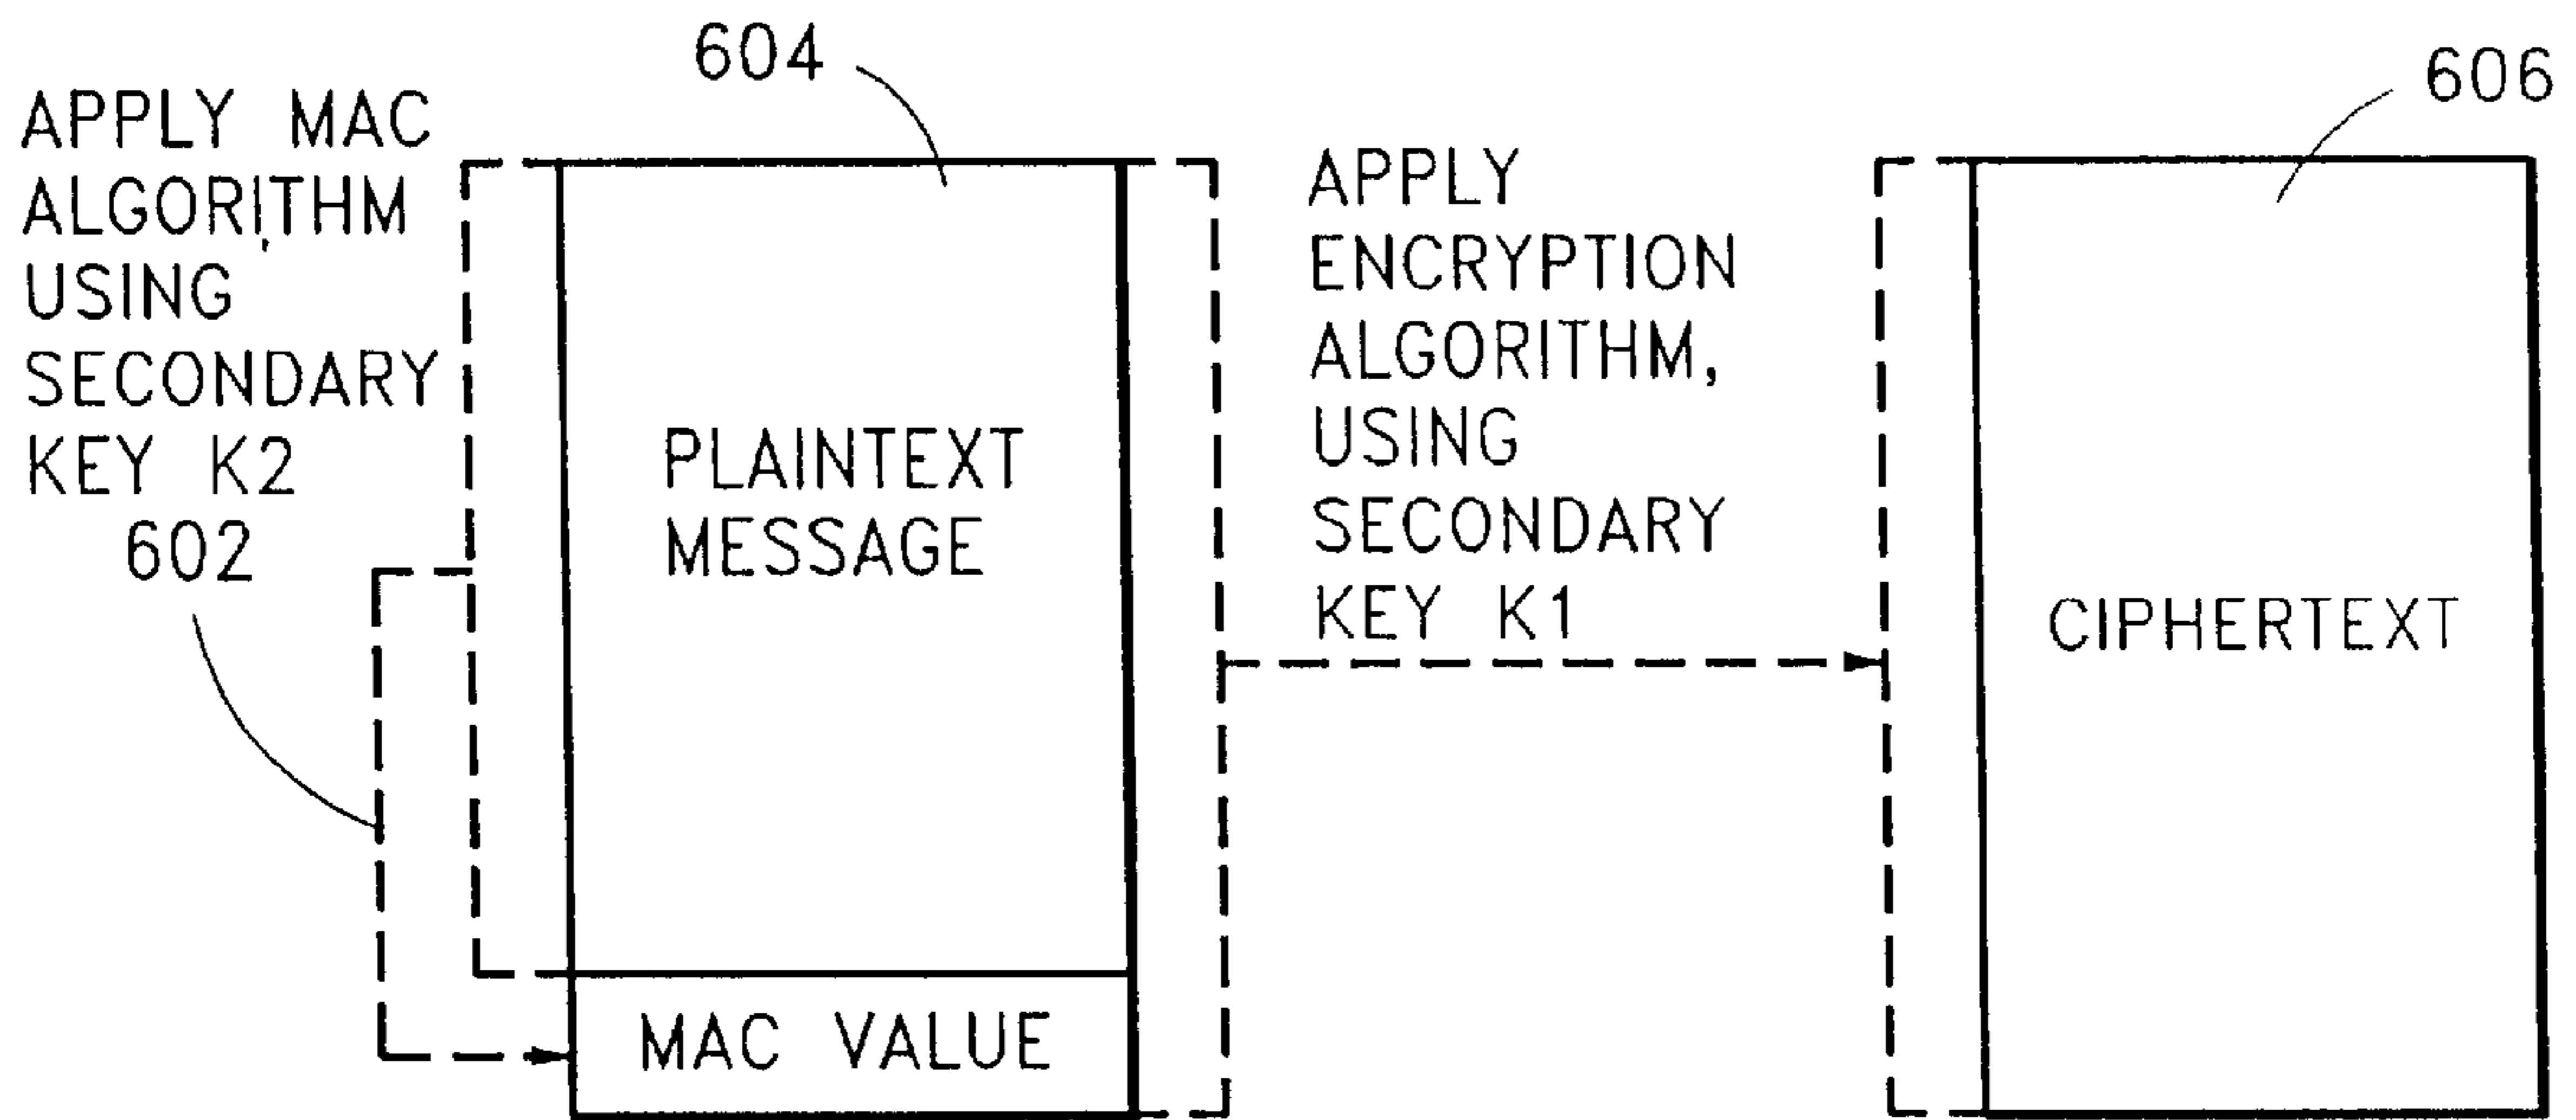 604
606
APPLY MAC
ALGORITHM
USING
SECONDARY
KEY K2
602
PLAINTEXT
MESSAGE
MAC VALUE
APPLY
ENCRYPTION
ALGORITHM,
USING
SECONDARY
KEY K1
CIPHERTEXT